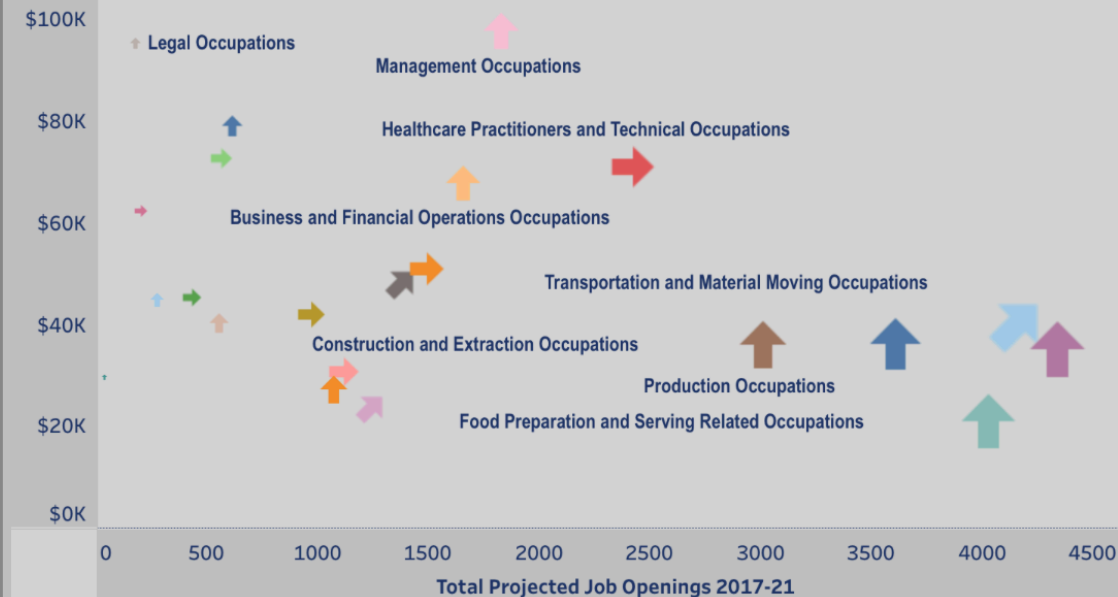 $100K
Legal Occupations
Management Occupations
$80K
Healthcare Practitioners and Technical Occupations
$60K
Business and Financial Operations Occupations
Transportation and Material Moving Occupations
$40K
Construction and Extraction Occupations
Production Occupations
$20K
Food Preparation and Serving Related Occupations
$0K
0 500 1000 1500 2000 2500 3000 3500 4000 4500
Total Projected Job Openings 2017-21